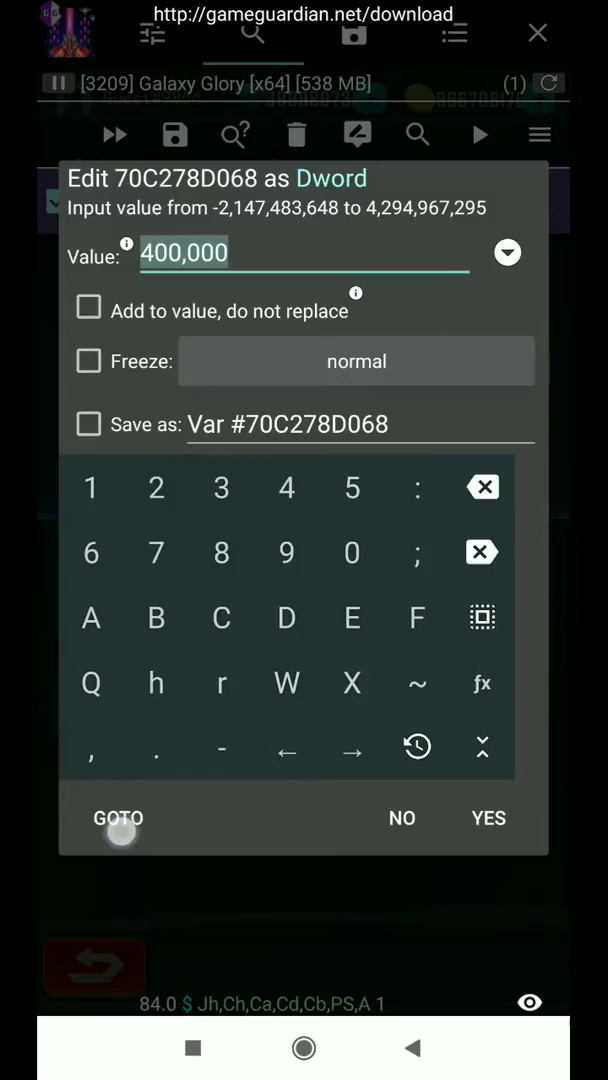 http://gameguardian.net/download
[3209] Galaxy Glory [x64] [538 MB] (1)
Edit 70C278D068 as Dword
Input value from -2,147,483,648 to 4,294,967,295
Value: 400,000
Add to value, do not replace
Freeze: normal
Save as: Var #70C278D068
1 2 3 4 5 :
6 7 8 9 0 ;
A B C D E F
Q h r W X ~ ƒx
, . - ← →
GOTO NO YES
84.0 $ Jh,Ch,Ca,Cd,Cb,PS,A 1